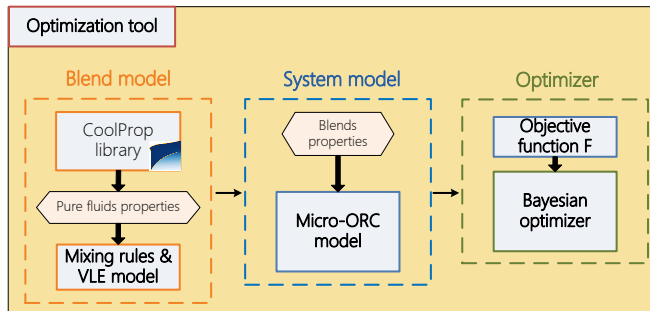 Optimization tool
Blend model
CoolProp
library
Pure fluids properties
Mixing rules &
VLE model
System model
Blends
properties
Micro-ORC
model
Optimizer
Objective
function F
Bayesian
optimizer